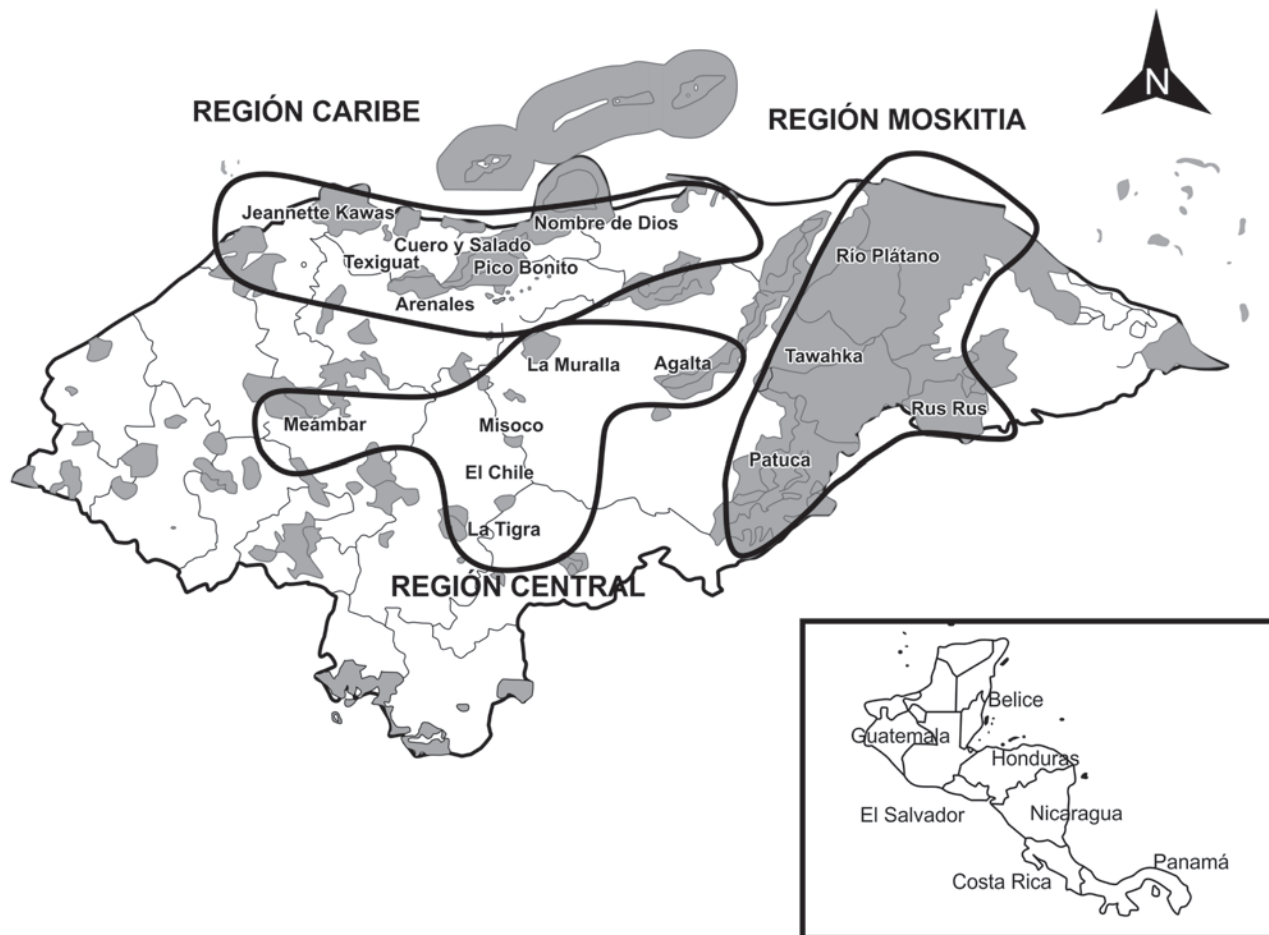 REGIÓN CARIBE
REGIÓN MOSKITIA
N
Jeannette Kawas
Nombre de Dios
Cuero y Salado
Texiguat
Pico Bonito
Arenales
Río Plátano
La Muralla
Agalta
Tawahka
Meámbar
Misoco
Rus Rus
El Chile
Patuca
La Tigra
REGIÓN CENTRAL
Belice
Guatemala
Honduras
El Salvador
Nicaragua
Costa Rica
Panamá